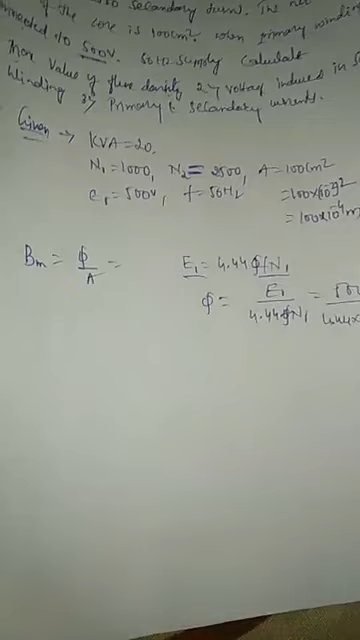 secondary turns. The net
the core is 100cm² when primary winding
connected to 500V. 50Hz supply calculate
Max value of flux density 2) voltage induced in
Winding 3) Primary & secondary currents.
Given → KVA = 20,
N₁ = 1000, N₂ = 2500, A = 100cm²
e₁ = 500V, f = 50Hz = 100×(10⁻²)²
= 100×10⁻⁴m
Bm = ϕ/A = E₁ = 4.44ϕfN₁
ϕ = E₁/4.44fN₁ =